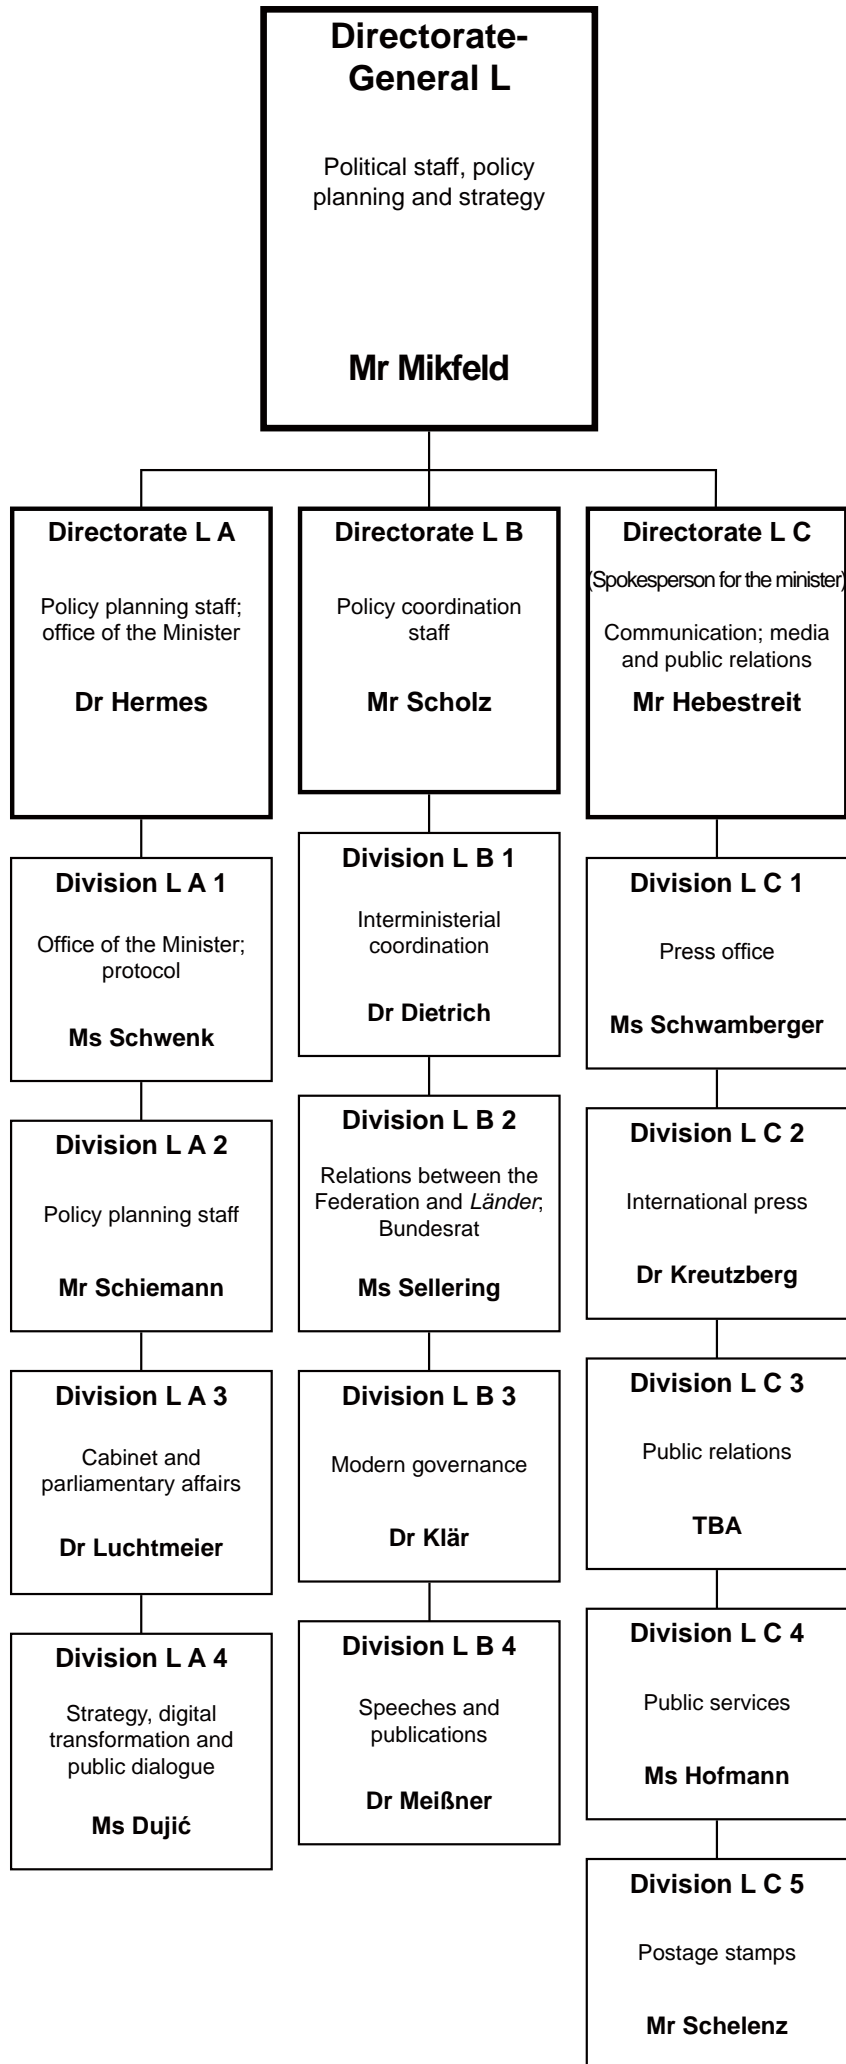 Directorate-
General L
Political staff, policy
planning and strategy
Mr Mikfeld
Directorate L A
Policy planning staff;
office of the Minister
Dr Hermes
Division L A 1
Office of the Minister;
protocol
Ms Schwenk
Division L A 2
Policy planning staff
Mr Schiemann
Division L A 3
Cabinet and
parliamentary affairs
Dr Luchtmeier
Division L A 4
Strategy, digital
transformation and
public dialogue
Ms Dujić
Directorate L B
Policy coordination
staff
Mr Scholz
Division L B 1
Interministerial
coordination
Dr Dietrich
Division L B 2
Relations between the
Federation and Länder;
Bundesrat
Ms Sellering
Division L B 3
Modern governance
Dr Klär
Division L B 4
Speeches and
publications
Dr Meißner
Directorate L C
(Spokesperson for the minister)
Communication; media
and public relations
Mr Hebestreit
Division L C 1
Press office
Ms Schwamberger
Division L C 2
International press
Dr Kreutzberg
Division L C 3
Public relations
TBA
Division L C 4
Public services
Ms Hofmann
Division L C 5
Postage stamps
Mr Schelenz